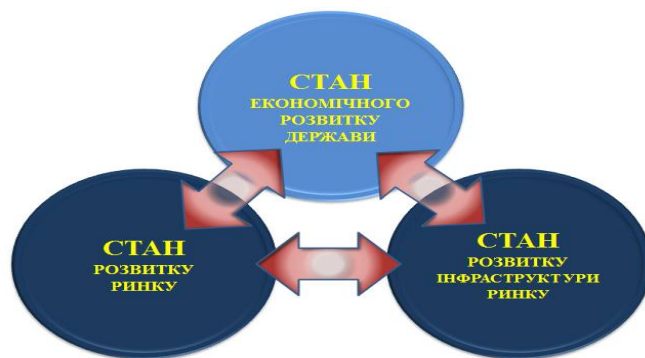 СТАН
ЕКОНОМІЧНОГО
РОЗВИТКУ
ДЕРЖАВИ
СТАН
РОЗВИТКУ
РИНКУ
СТАН
РОЗВИТКУ
ІНФРАСТРУКТУРИ
РИНКУ